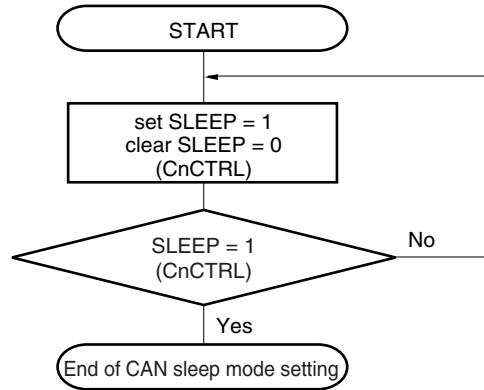 START
set SLEEP = 1
clear SLEEP = 0
(CnCTRL)
SLEEP = 1
(CnCTRL)
No
Yes
End of CAN sleep mode setting